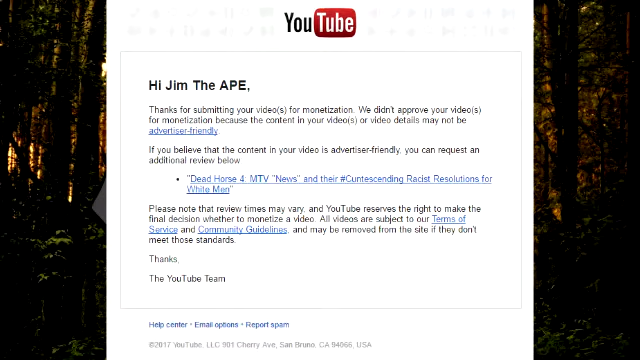 YouTube
Hi Jim The APE,
Thanks for submitting your video(s) for monetization. We didn't approve your video(s)
for monetization because the content in your video(s) or video details may not be
advertiser-friendly.
If you believe that the content in your video is advertiser-friendly, you can request an
additional review below
• "Dead Horse 4: MTV "News" and their #Cuntescending Racist Resolutions for
White Men"
Please note that review times may vary, and YouTube reserves the right to make the
final decision whether to monetize a video. All videos are subject to our Terms of
Service and Community Guidelines, and may be removed from the site if they don't
meet those standards.
Thanks,
The YouTube Team
Help center • Email options • Report spam
©2017 YouTube, LLC 901 Cherry Ave, San Bruno, CA 94066, USA